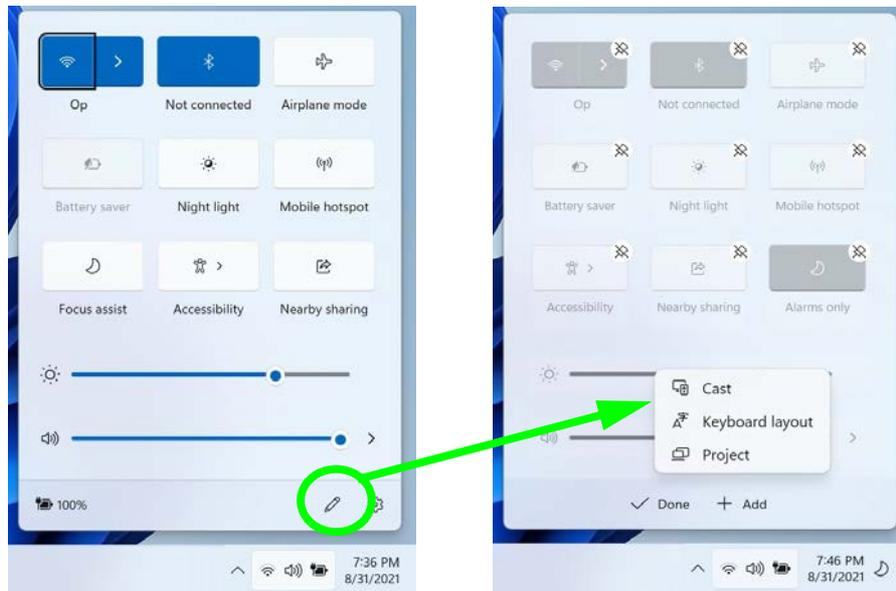 Op
Not connected
Airplane mode
Battery saver
Night light
Mobile hotspot
Focus assist
Accessibility
Nearby sharing
100%
7:36 PM
8/31/2021
Op
Not connected
Airplane mode
Battery saver
Night light
Mobile hotspot
Accessibility
Nearby sharing
Alarms only
Cast
Keyboard layout
Project
Done
Add
7:46 PM
8/31/2021